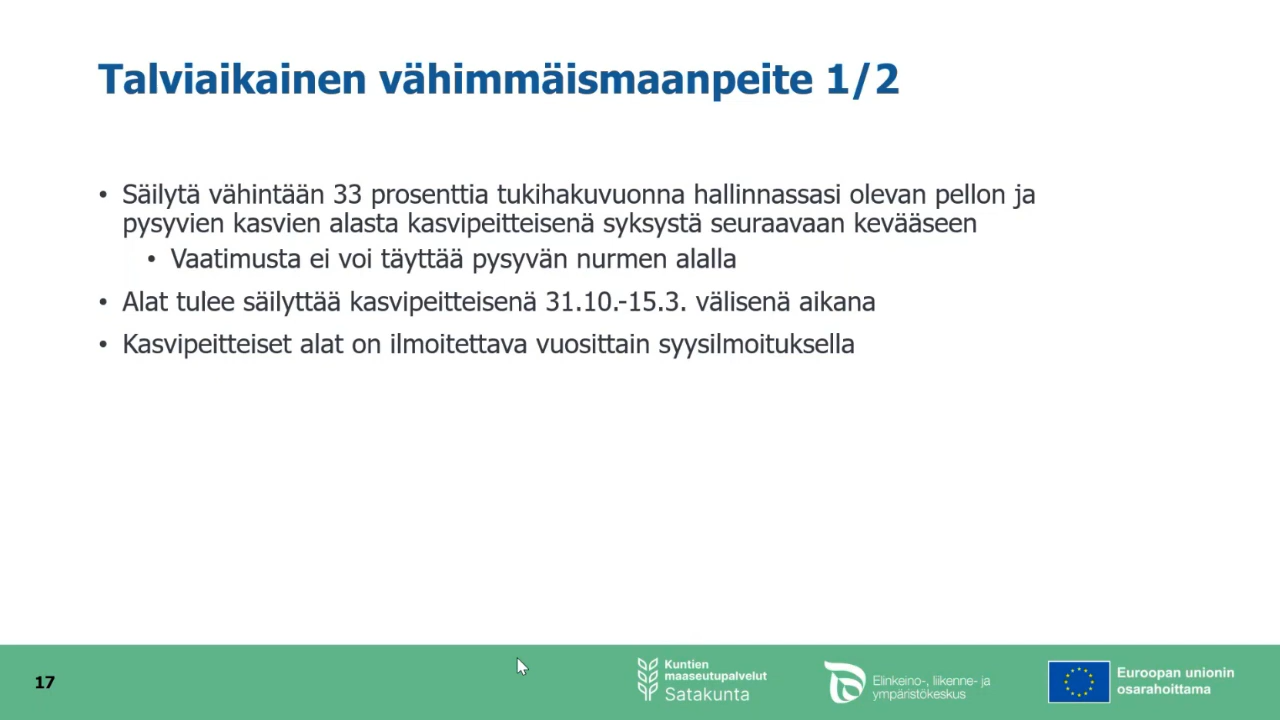 Talviaikainen vähimmäismaanpeite 1/2
• Säilytä vähintään 33 prosenttia tukihakuvuonna hallinnassasi olevan pellon ja
pysyvien kasvien alasta kasvipeitteisenä syksystä seuraavaan kevääseen
• Vaatimusta ei voi täyttää pysyvän nurmen alalla
• Alat tulee säilyttää kasvipeitteisenä 31.10.-15.3. välisenä aikana
• Kasvipeitteiset alat on ilmoitettava vuosittain syysilmoituksella
17
Kuntien
maaseutupalvelut
Satakunta
Elinkeino-, liikenne- ja
ympäristökeskus
Euroopan unionin
osarahoittama